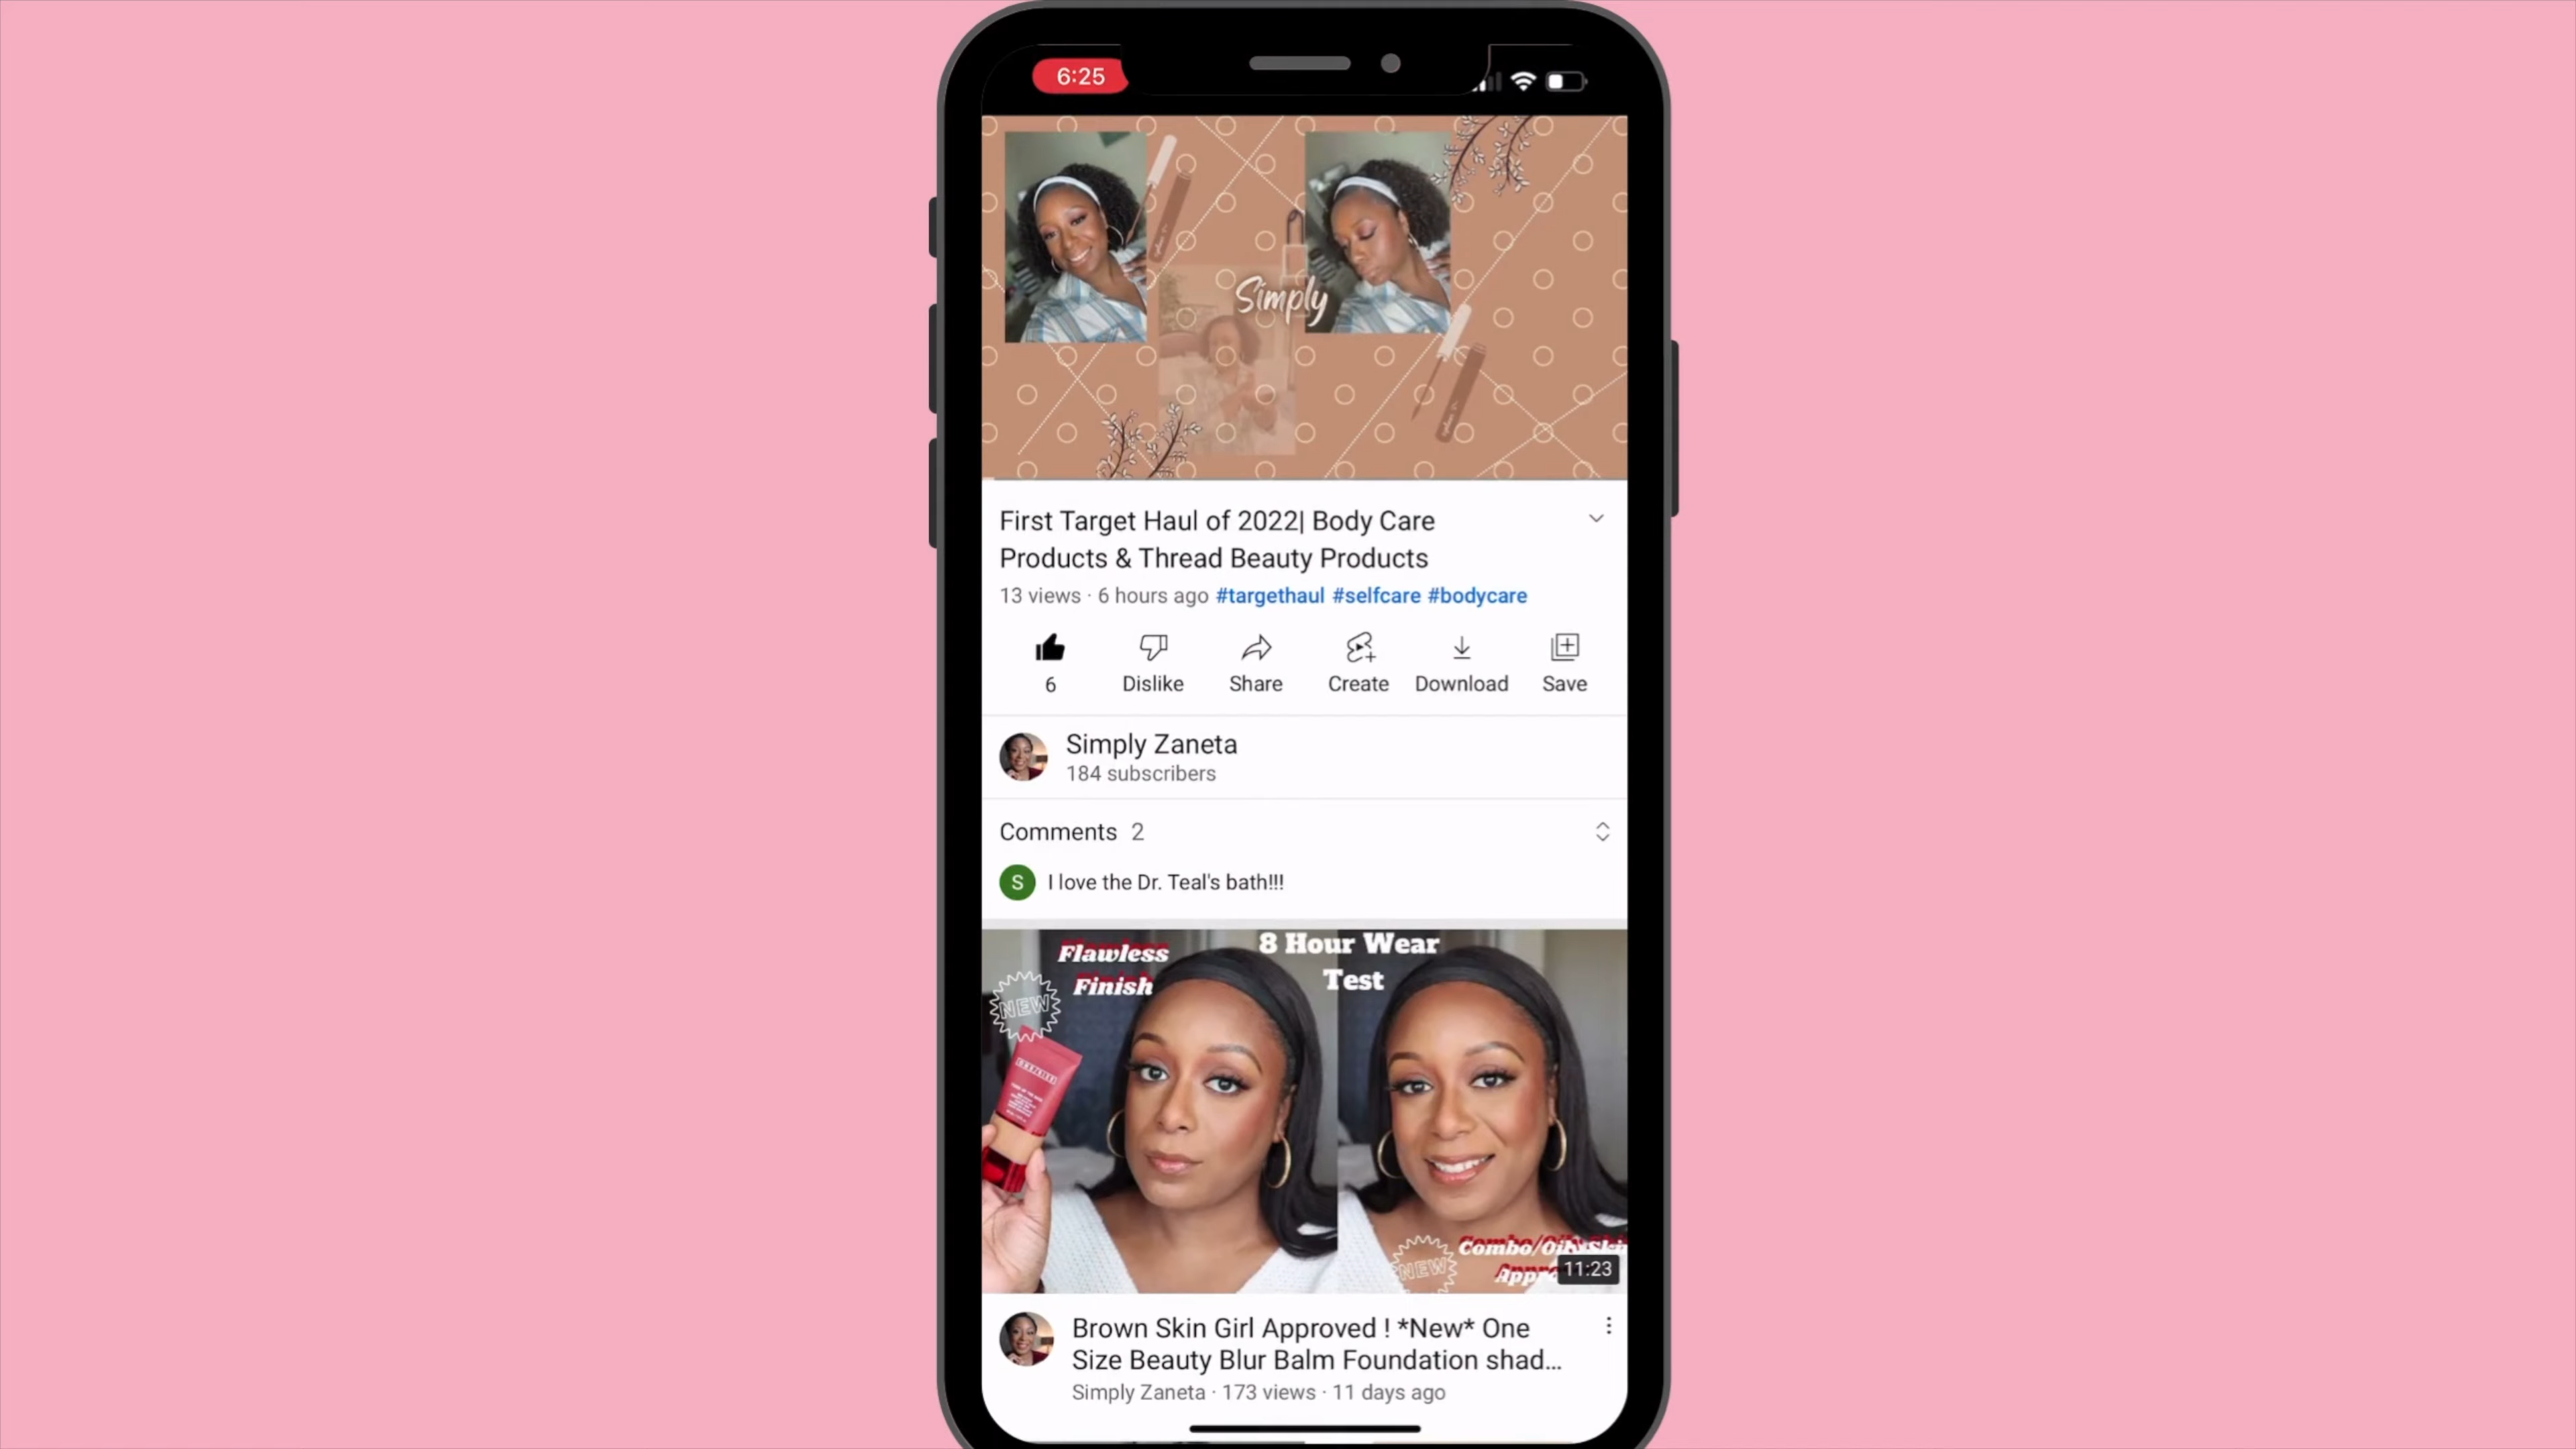 6:25
Simply
First Target Haul of 2022| Body Care
Products & Thread Beauty Products
13 views · 6 hours ago #targethaul #selfcare #bodycare
6
Dislike
Share
Create
Download
Save
Simply Zaneta
184 subscribers
Comments 2
S
I love the Dr. Teal's bath!!!
Flawless
Finish
NEW
8 Hour Wear
Test
NEW
Combo/Oily Skin
11:23
Brown Skin Girl Approved ! *New* One
Size Beauty Blur Balm Foundation shad...
Simply Zaneta · 173 views · 11 days ago